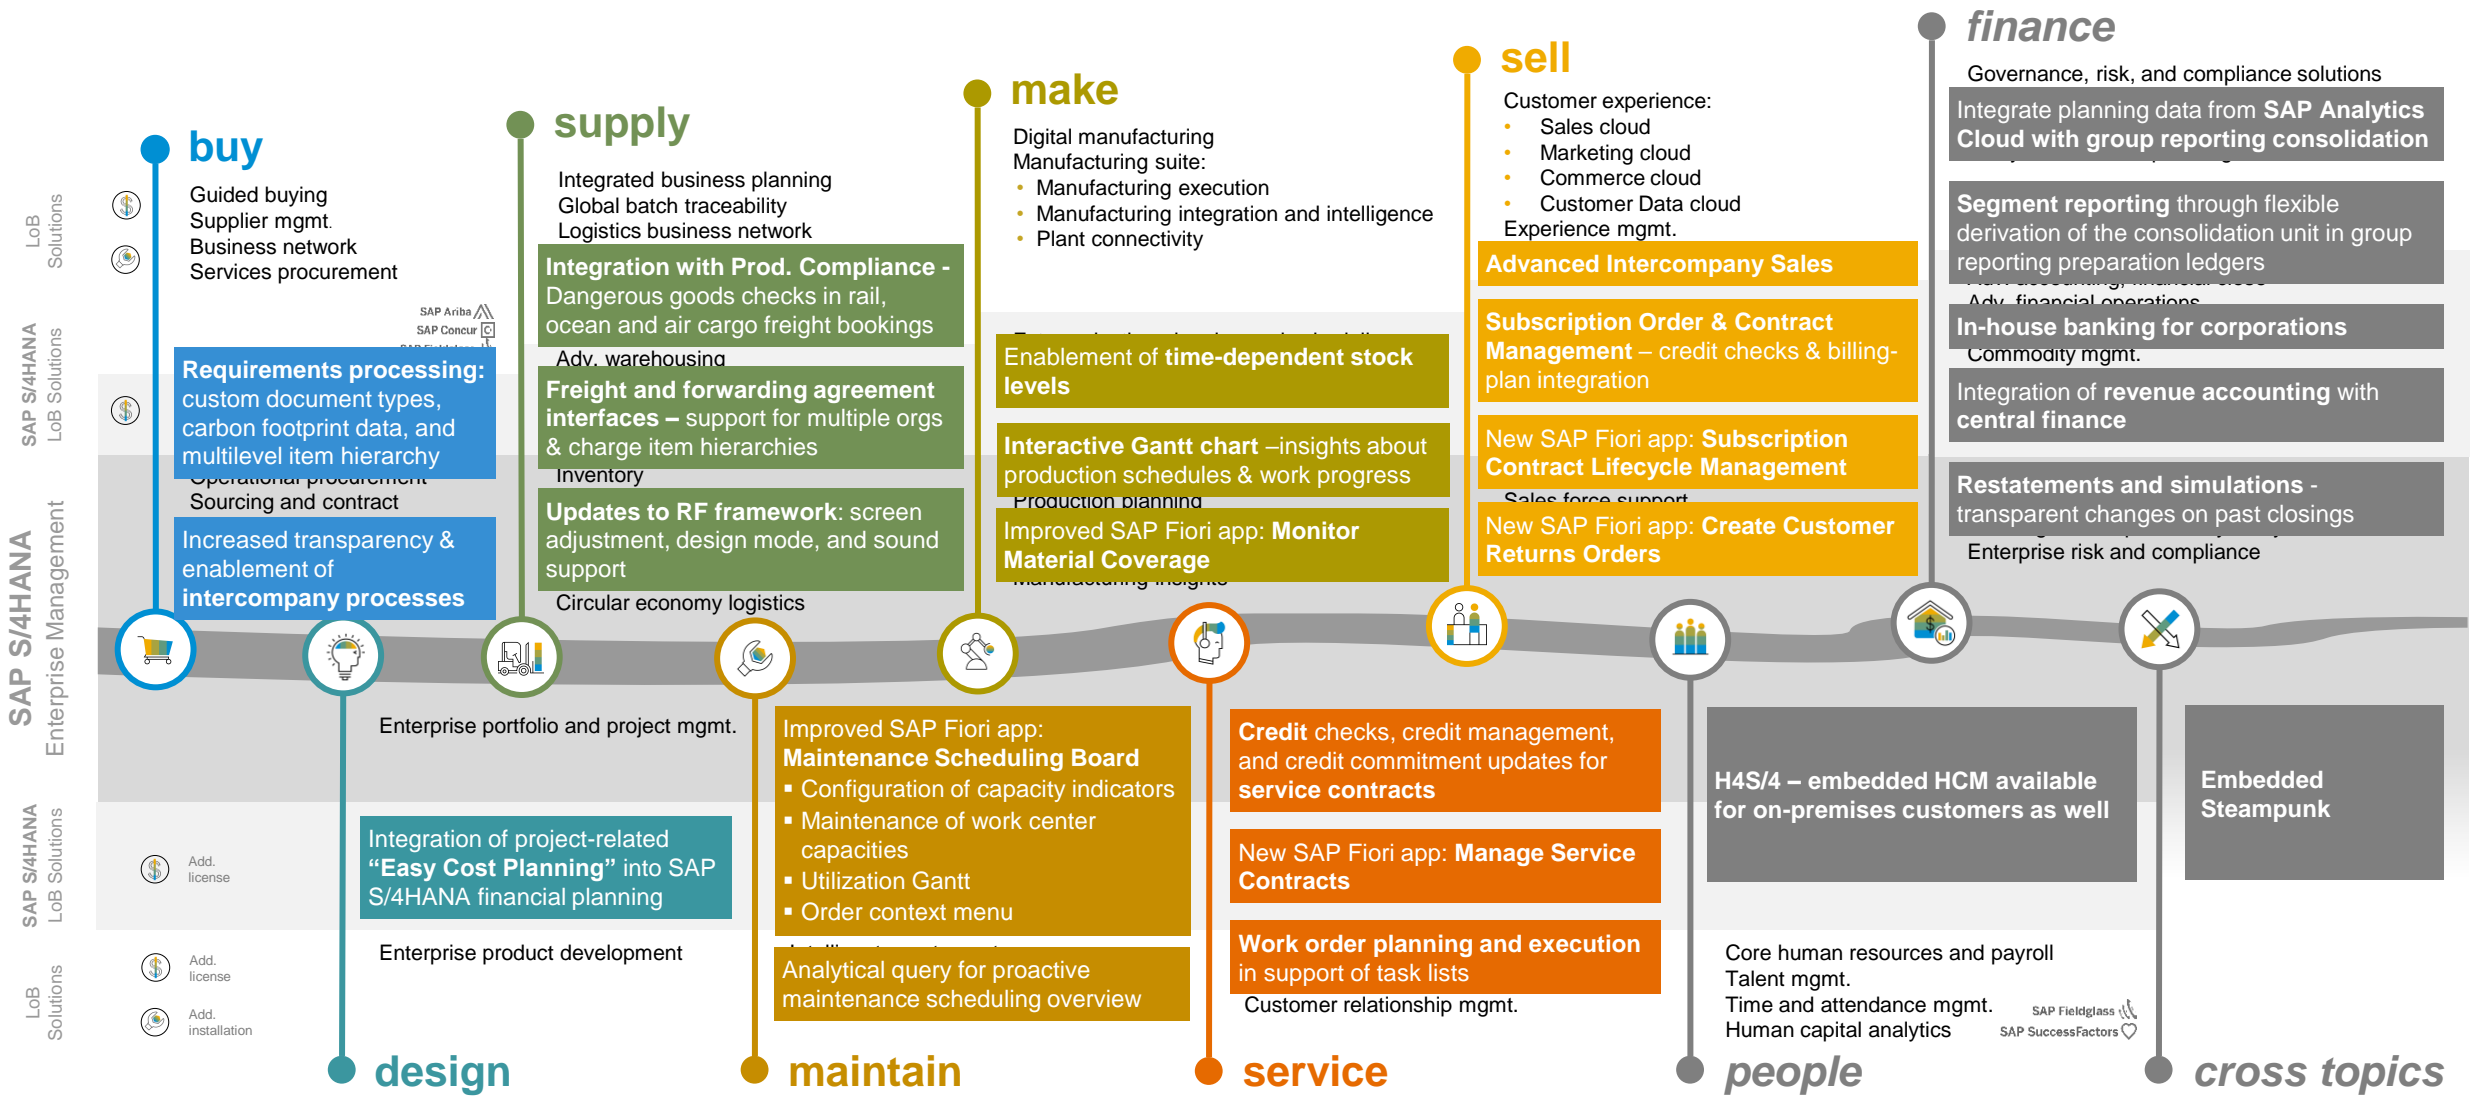 finance
Governance, risk, and compliance solutions
Integrate planning data from SAP Analytics
Cloud with group reporting consolidation
Segment reporting through flexible
derivation of the consolidation unit in group
reporting preparation ledgers
Adv. financial operations
In-house banking for corporations
Commodity mgmt.
Integration of revenue accounting with
central finance
Restatements and simulations -
transparent changes on past closings
Enterprise risk and compliance
sell
Customer experience:
• Sales cloud
• Marketing cloud
• Commerce cloud
• Customer Data cloud
Experience mgmt.
Advanced Intercompany Sales
Subscription Order & Contract
Management – credit checks & billing-
plan integration
New SAP Fiori app: Subscription
Contract Lifecycle Management
Sales force support
New SAP Fiori app: Create Customer
Returns Orders
make
Digital manufacturing
Manufacturing suite:
• Manufacturing execution
• Manufacturing integration and intelligence
• Plant connectivity
Enablement of time-dependent stock
levels
Interactive Gantt chart –insights about
production schedules & work progress
Production planning
Improved SAP Fiori app: Monitor
Material Coverage
Manufacturing insights
supply
Integrated business planning
Global batch traceability
Logistics business network
Integration with Prod. Compliance -
Dangerous goods checks in rail,
ocean and air cargo freight bookings
Adv. warehousing
Freight and forwarding agreement
interfaces – support for multiple orgs
& charge item hierarchies
Inventory
Updates to RF framework: screen
adjustment, design mode, and sound
support
Circular economy logistics
buy
Guided buying
Supplier mgmt.
Business network
Services procurement
SAP Ariba
SAP Concur
Requirements processing:
custom document types,
carbon footprint data, and
multilevel item hierarchy
Operational procurement
Sourcing and contract
Increased transparency &
enablement of
intercompany processes
LoB
Solutions
SAP S/4HANA
LoB Solutions
SAP S/4HANA
Enterprise Management
SAP S/4HANA
LoB Solutions
LoB
Solutions
Add.
license
Add.
license
Add.
installation
Enterprise portfolio and project mgmt.
Integration of project-related
“Easy Cost Planning” into SAP
S/4HANA financial planning
Enterprise product development
design
Improved SAP Fiori app:
Maintenance Scheduling Board
▪ Configuration of capacity indicators
▪ Maintenance of work center
capacities
▪ Utilization Gantt
▪ Order context menu
Analytical query for proactive
maintenance scheduling overview
maintain
Credit checks, credit management,
and credit commitment updates for
service contracts
New SAP Fiori app: Manage Service
Contracts
Work order planning and execution
in support of task lists
Customer relationship mgmt.
service
H4S/4 – embedded HCM available
for on-premises customers as well
Core human resources and payroll
Talent mgmt.
Time and attendance mgmt.
Human capital analytics
SAP Fieldglass
SAP SuccessFactors
people
Embedded
Steampunk
cross topics